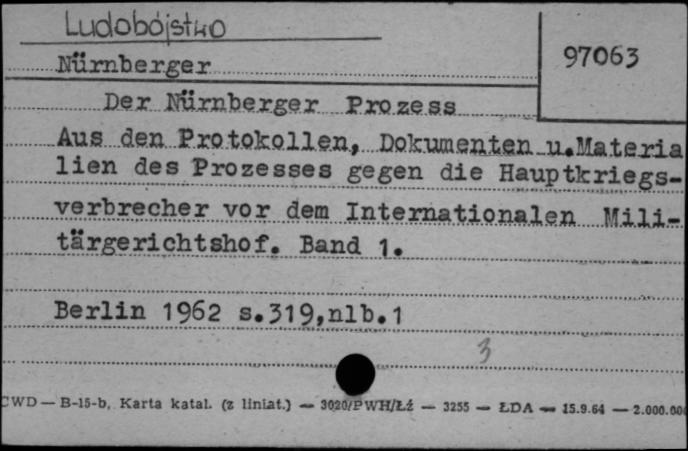 Ludobójstwo
97063
Nürnberger
Der Nürnberger Prozess
Aus den Protokollen, Dokumenten u.Materia
lien des Prozesses gegen die Hauptkriegs-
verbrecher vor dem Internationalen Mili-
tärgerichtshof. Band 1.
Berlin 1962 s.319,nlb.1
3
CWD — B-15-b, Karta katal. (z liniat.) — 3020/PWH/Łź — 3255 — ŁDA — 15.9.64 — 2.000.000